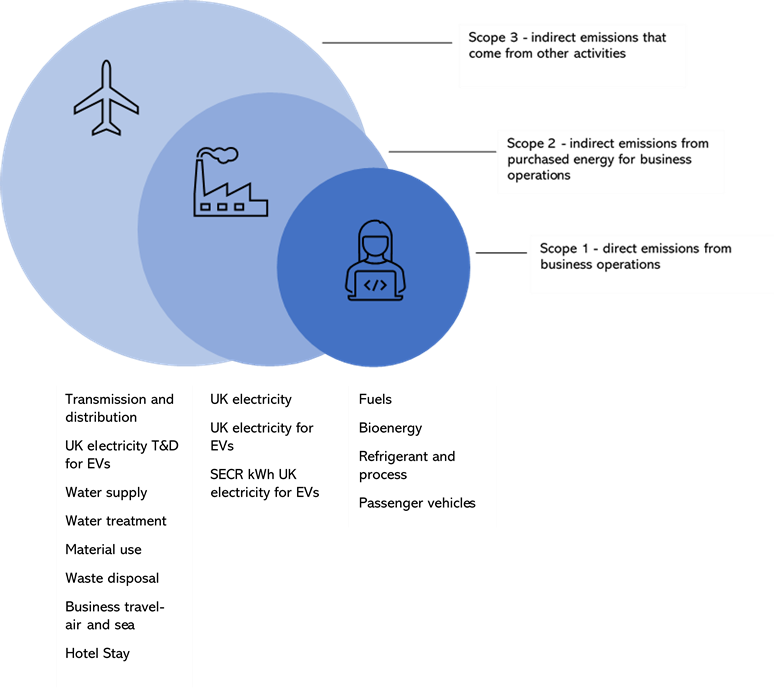 Scope 3 - indirect emissions that
come from other activities
Scope 2 - indirect emissions from
purchased energy for business
operations
Scope 1 - direct emissions from
business operations
</>
Transmission and
distribution
UK electricity T&D
for EVs
Water supply
Water treatment
Material use
Waste disposal
Business travel-
air and sea
Hotel Stay
UK electricity
UK electricity for
EVs
SECR kWh UK
electricity for EVs
Fuels
Bioenergy
Refrigerant and
process
Passenger vehicles